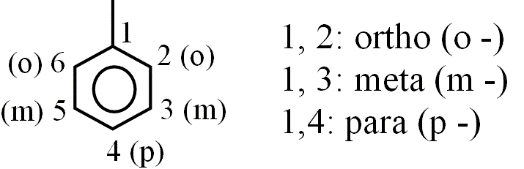 1
(o) 6
2 (o)
(m) 5
3 (m)
4 (p)
1, 2: ortho (o -)
1, 3: meta (m -)
1,4: para (p -)